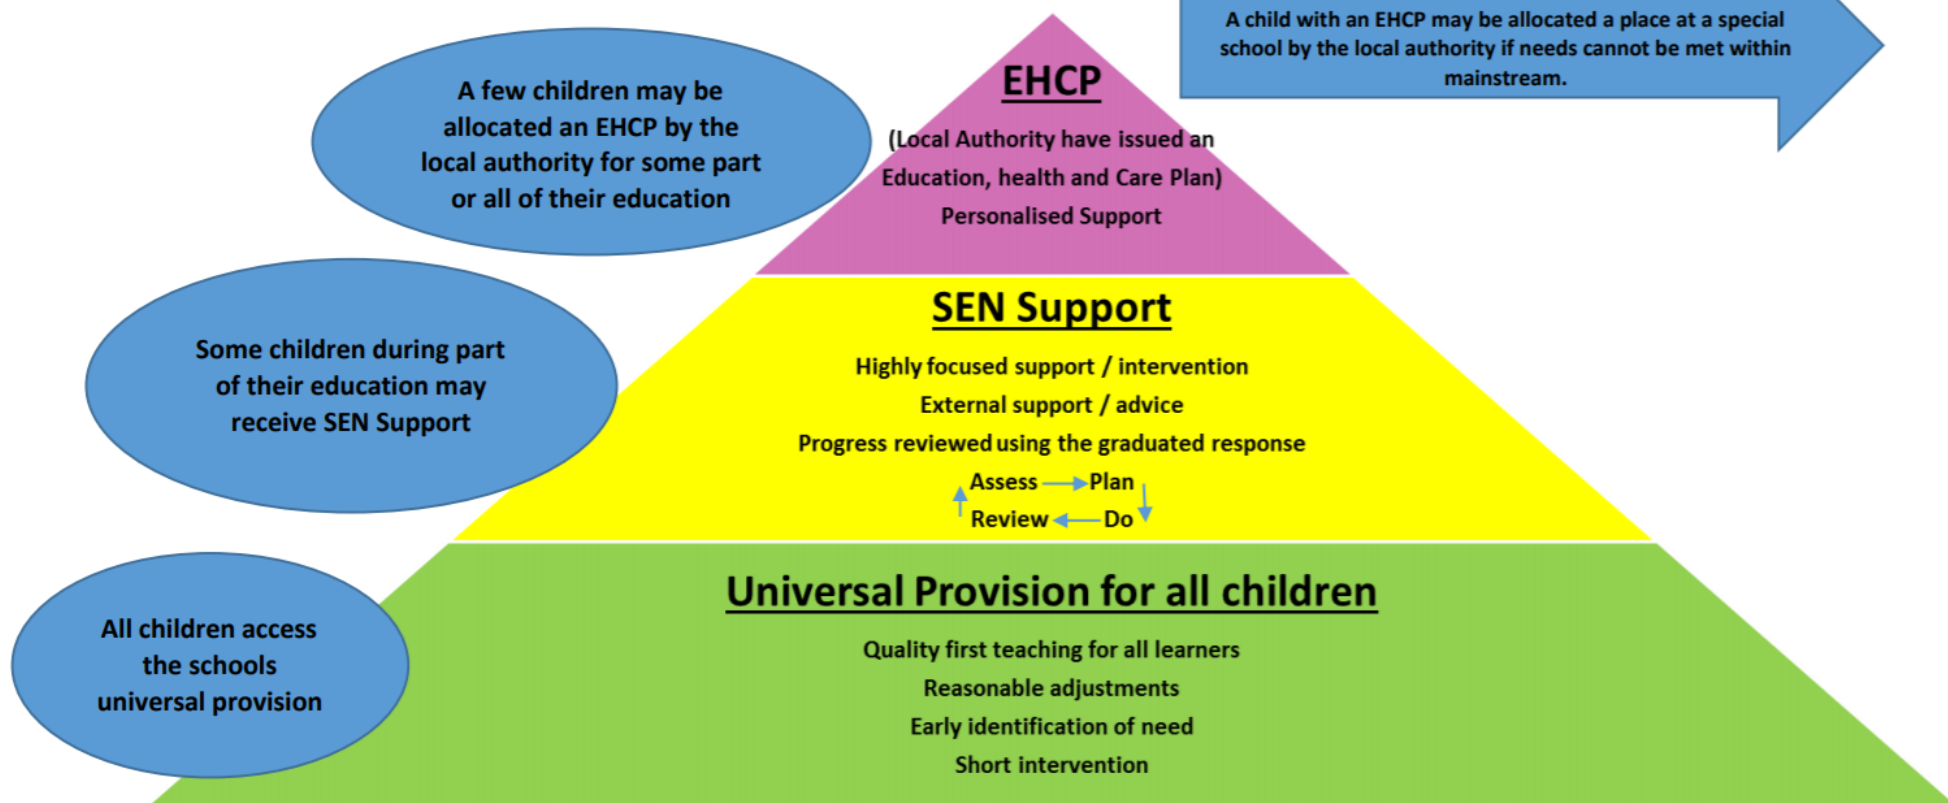 A child with an EHCP may be allocated a place at a special
school by the local authority if needs cannot be met within
mainstream.
A few children may be
allocated an EHCP by the
local authority for some part
or all of their education
EHCP
(Local Authority have issued an
Education, health and Care Plan)
Personalised Support
Some children during part
of their education may
receive SEN Support
SEN Support
Highly focused support / intervention
External support / advice
Progress reviewed using the graduated response
Assess Plan
Review Do
All children access
the schools
universal provision
Universal Provision for all children
Quality first teaching for all learners
Reasonable adjustments
Early identification of need
Short intervention